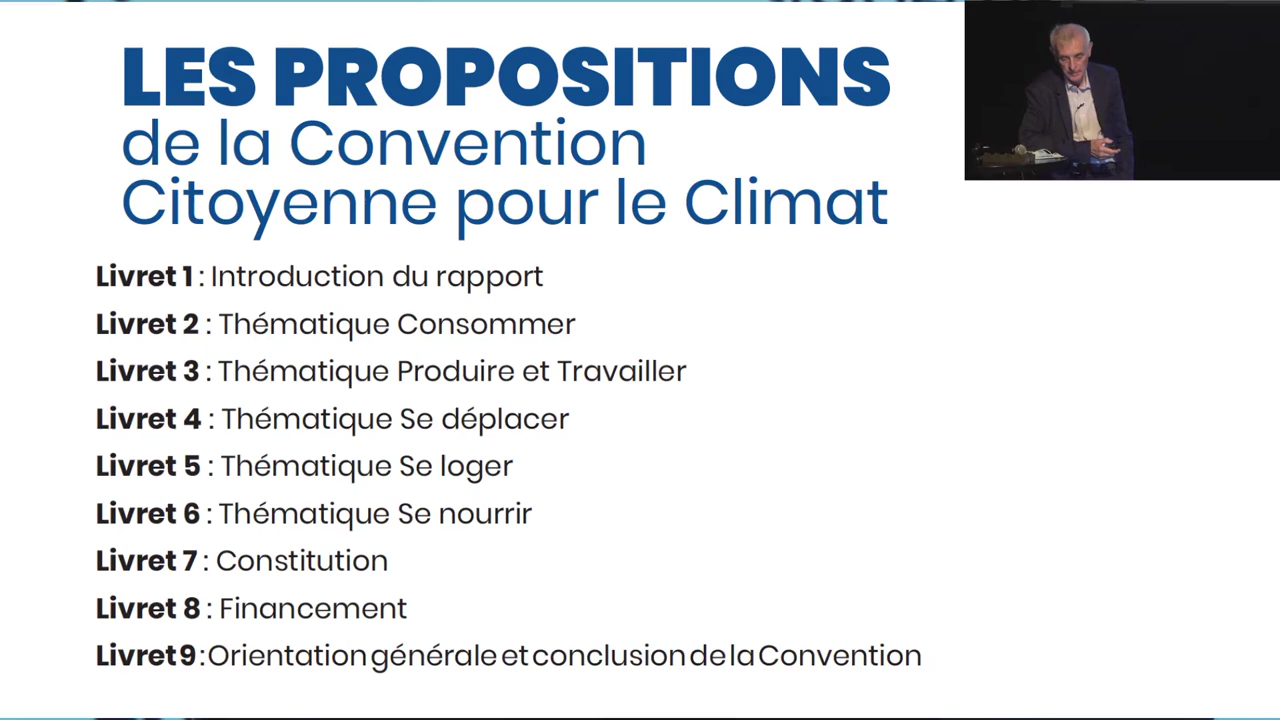 LES PROPOSITIONS
de la Convention
Citoyenne pour le Climat
Livret 1 : Introduction du rapport
Livret 2 : Thématique Consommer
Livret 3 : Thématique Produire et Travailler
Livret 4 : Thématique Se déplacer
Livret 5 : Thématique Se loger
Livret 6 : Thématique Se nourrir
Livret 7 : Constitution
Livret 8 : Financement
Livret 9 : Orientation générale et conclusion de la Convention